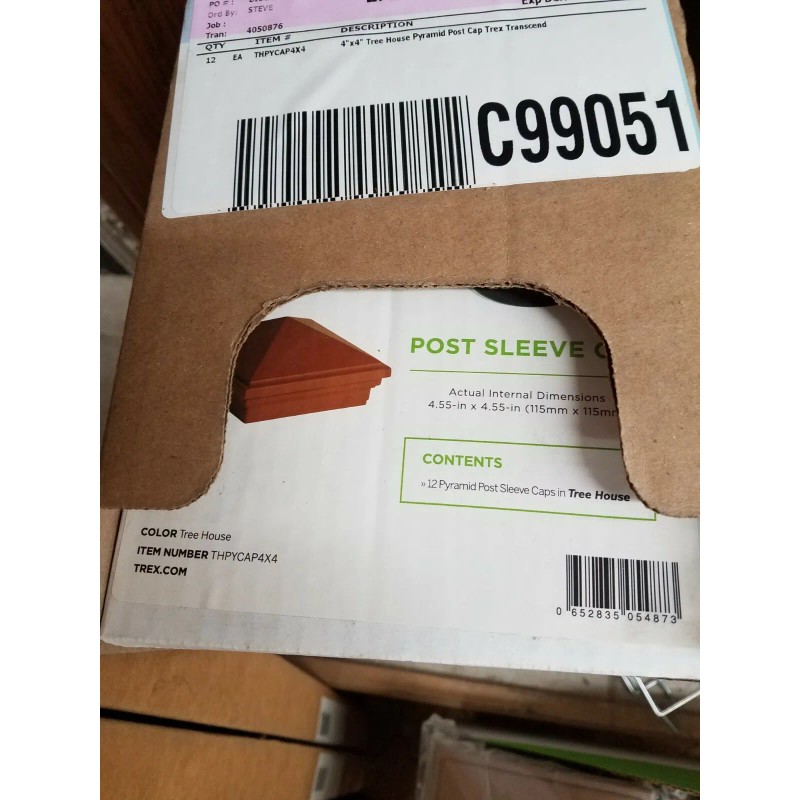 PO # :
Ord By: STEVE
Job :
Tran: 4050876
QTY ITEM # DESCRIPTION
12 EA THPYCAP4X4 4"x4" Tree House Pyramid Post Cap Trex Transcend
C99051
POST SLEEVE
Actual Internal Dimensions
4.55-in x 4.55-in (115mm x 115mm
CONTENTS
» 12 Pyramid Post Sleeve Caps in Tree House
COLOR Tree House
ITEM NUMBER THPYCAP4X4
TREX.COM
0 652835 054873